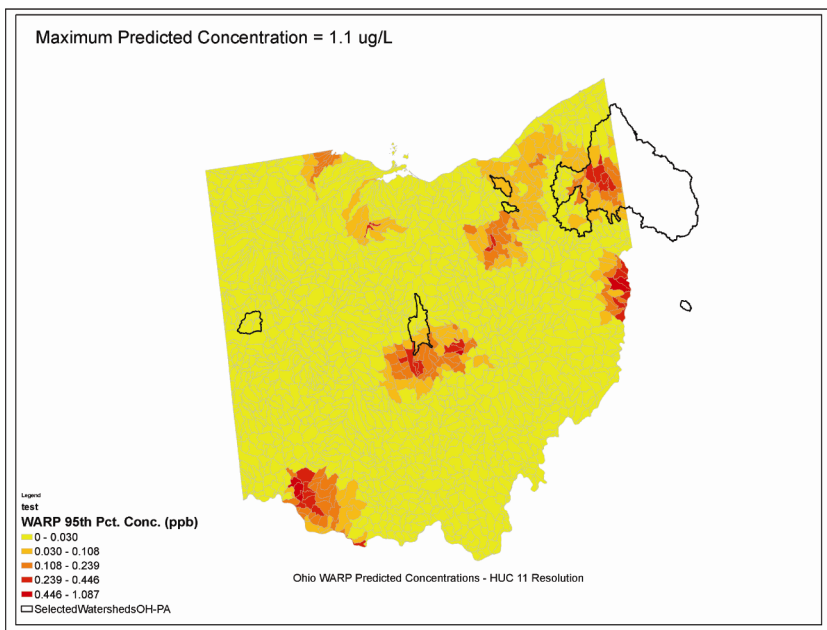 Maximum Predicted Concentration = 1.1 ug/L
Legend
test
WARP 95th Pct. Conc. (ppb)
0 - 0.030
0.030 - 0.108
0.108 - 0.239
0.239 - 0.446
0.446 - 1.087
SelectedWatershedsOH-PA
Ohio WARP Predicted Concentrations - HUC 11 Resolution